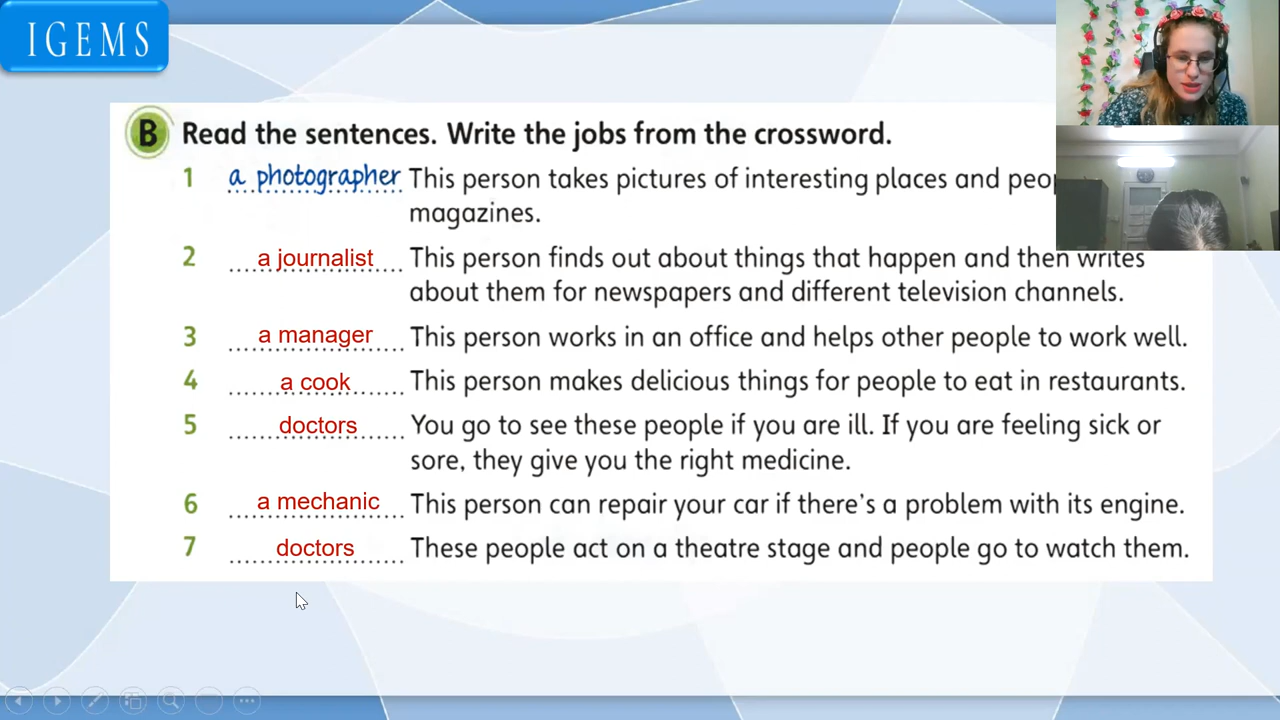 IGEMS
B Read the sentences. Write the jobs from the crossword.
1 a photographer This person takes pictures of interesting places and
magazines.
2 a journalist This person finds out about things that happen and then writes
about them for newspapers and different television channels.
3 a manager This person works in an office and helps other people to work well.
4 a cook This person makes delicious things for people to eat in restaurants.
5 doctors You go to see these people if you are ill. If you are feeling sick or
sore, they give you the right medicine.
6 a mechanic This person can repair your car if there's a problem with its engine.
7 doctors These people act on a theatre stage and people go to watch them.